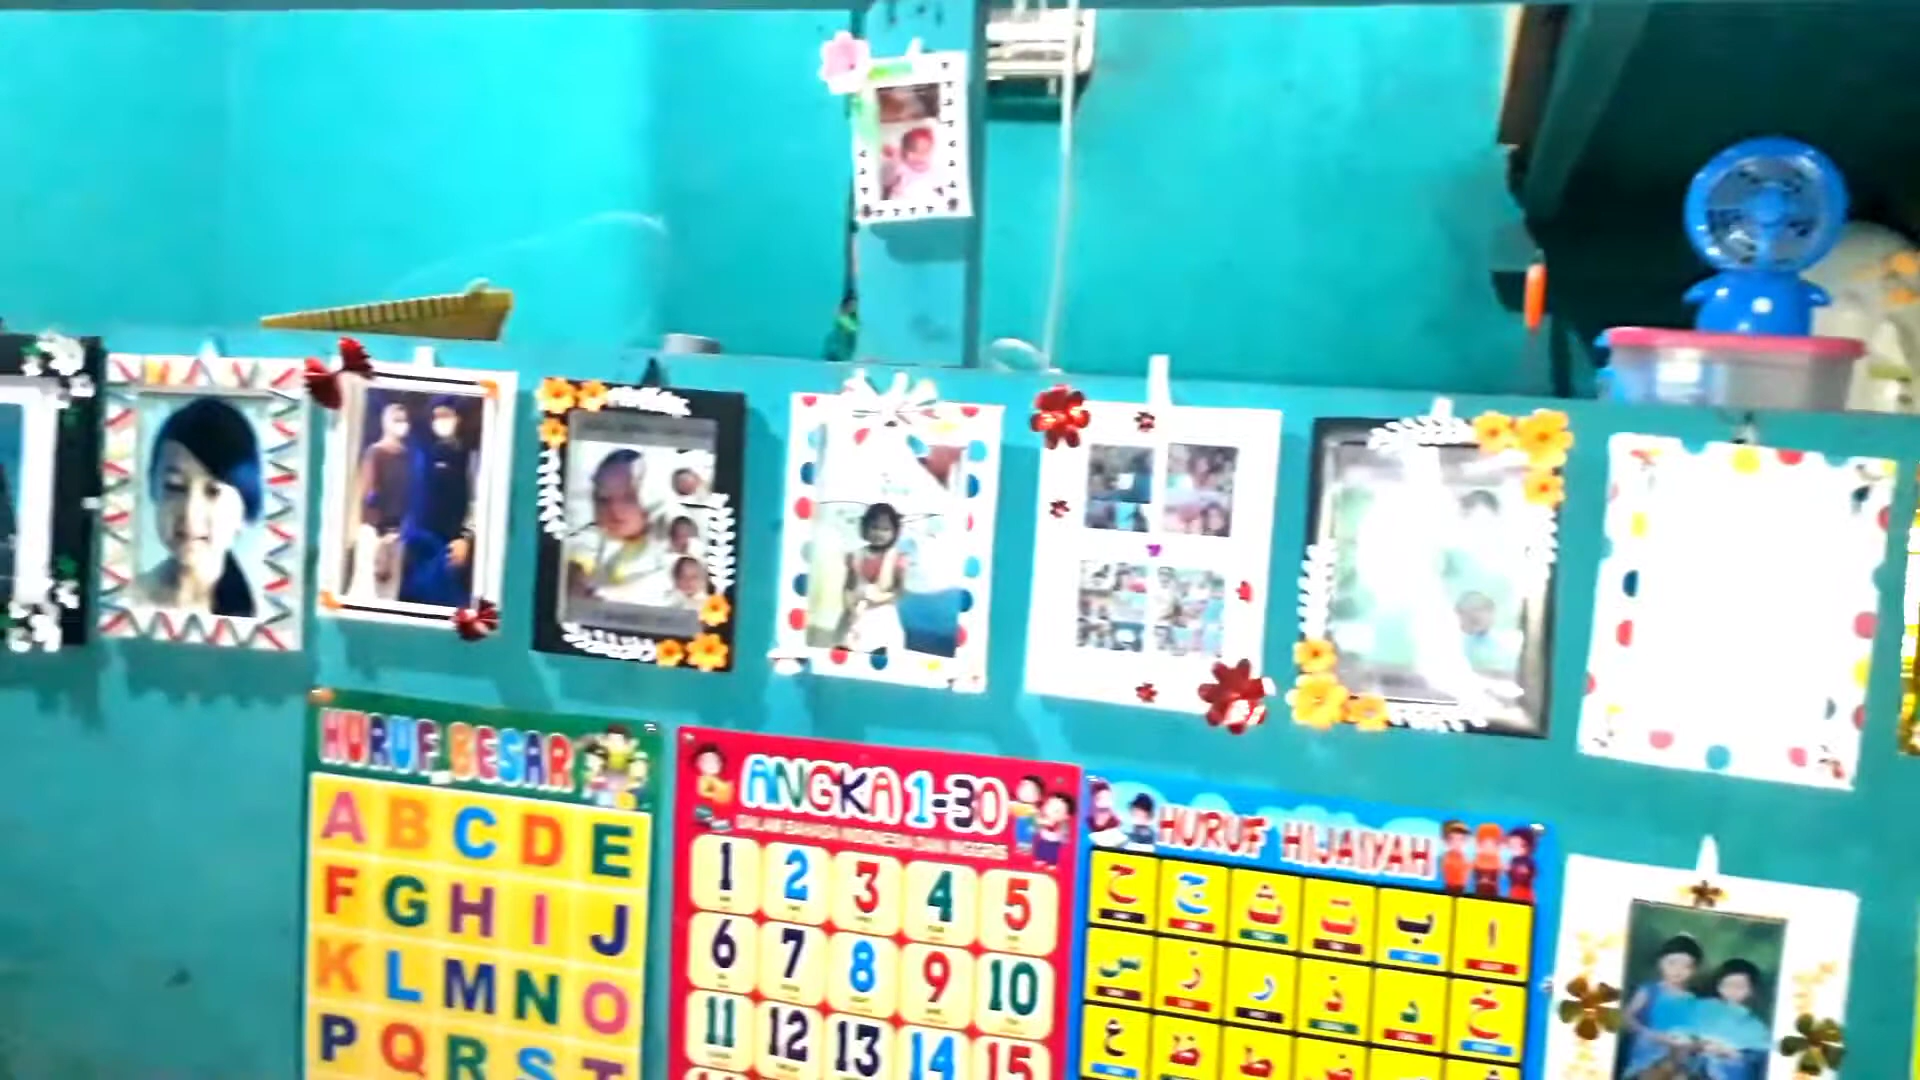 HURUF BESAR
A B C D E
F G H I J
K L M N O
P Q R S T
ANGKA 1-30
DALAM BAHASA INDONESIA DAN INGGRIS
1 2 3 4 5
6 7 8 9 10
11 12 13 14 15
HURUF HIJAIYAH
ا ب ت ث ج ح
خ د ذ ر ز س